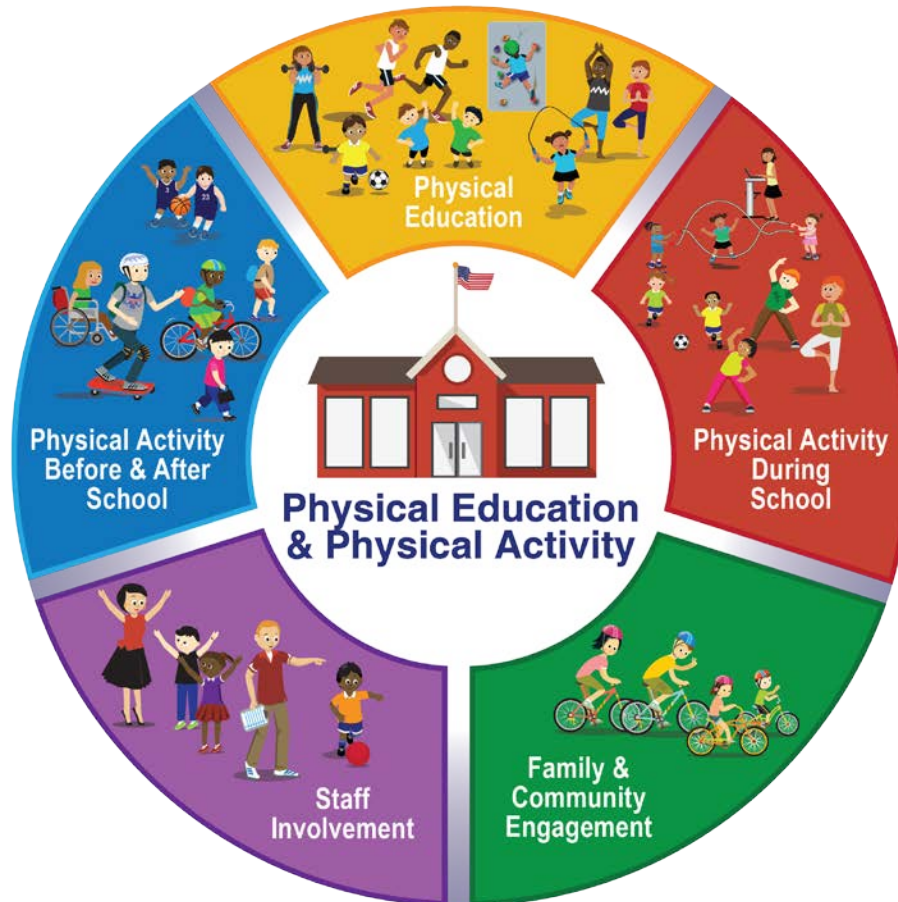 Physical
Education
Physical Activity
Before & After
School
Physical Activity
During
School
Physical Education
& Physical Activity
Staff
Involvement
Family &
Community
Engagement